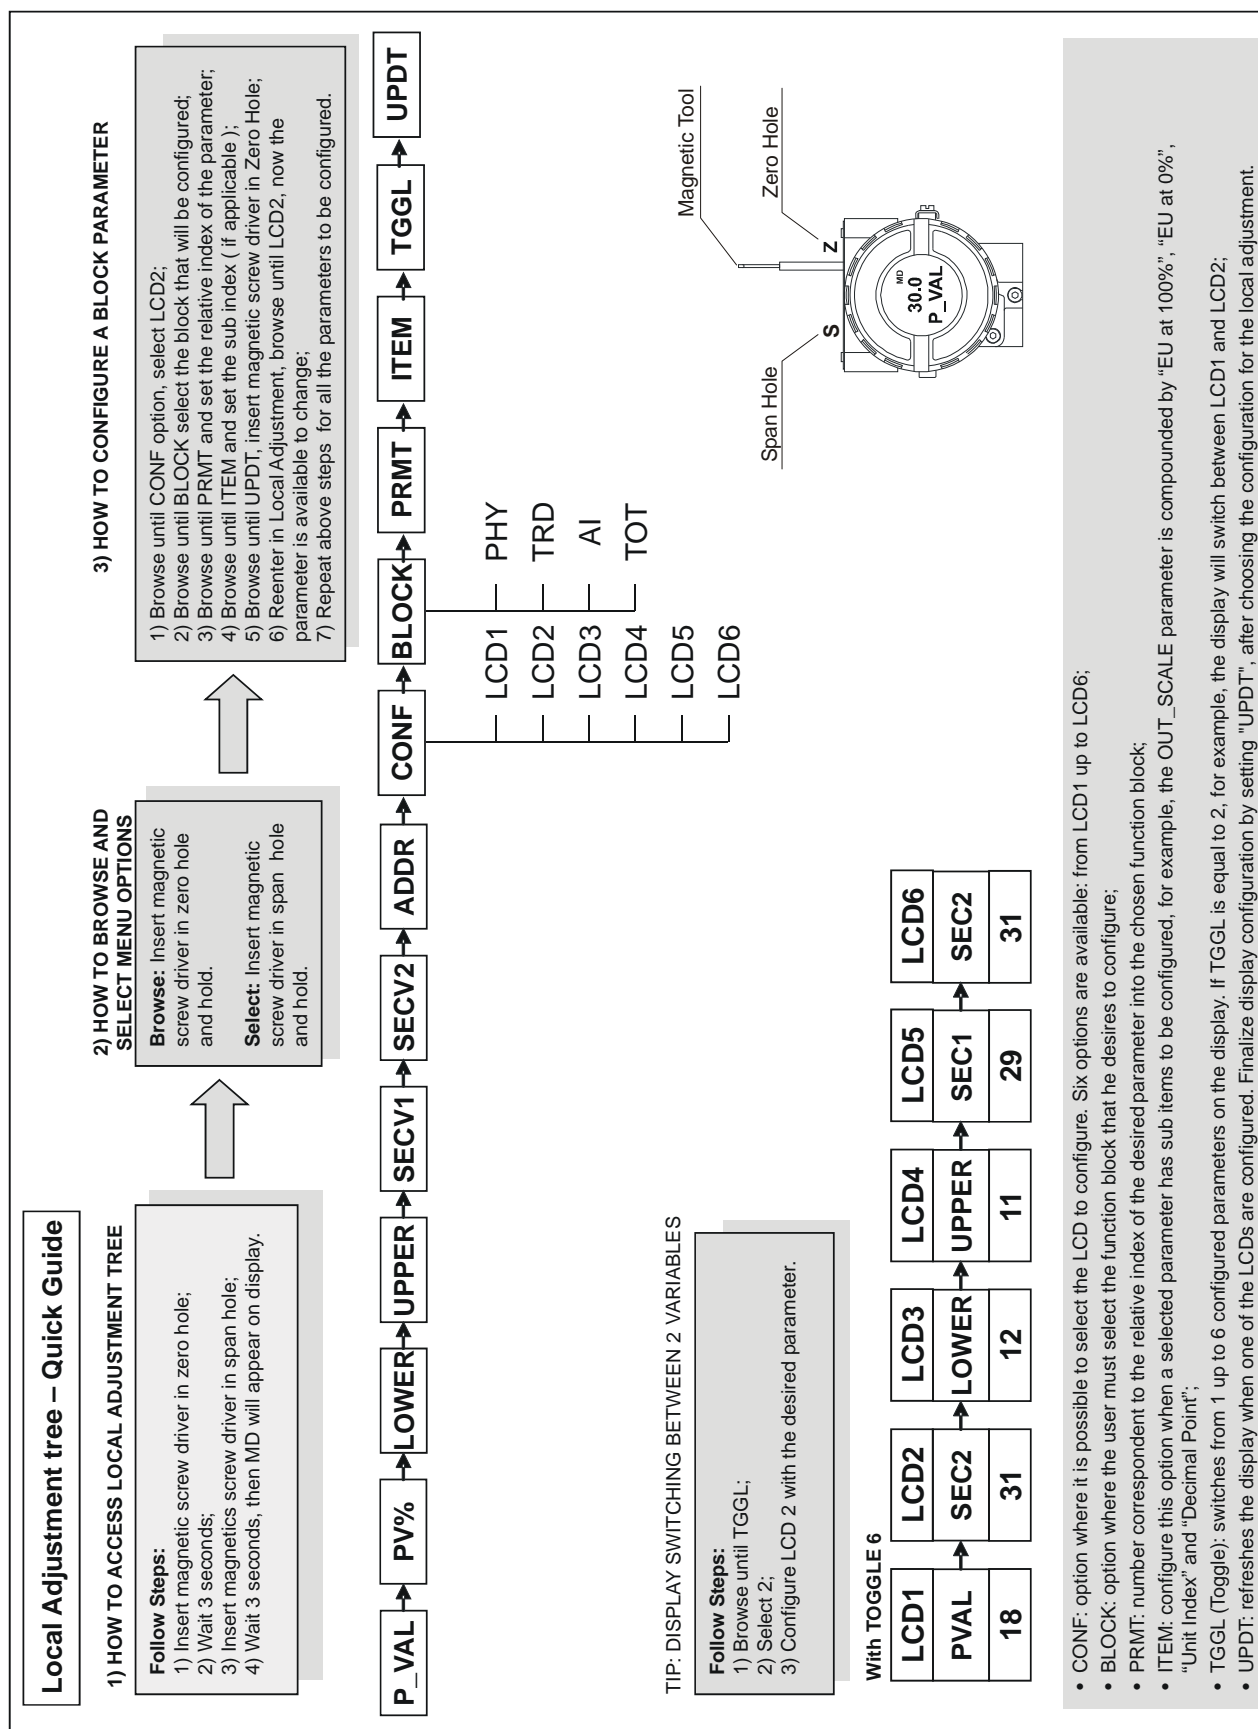 Local Adjustment tree – Quick Guide
1) HOW TO ACCESS LOCAL ADJUSTMENT TREE
Follow Steps:
1) Insert magnetic screw driver in zero hole;
2) Wait 3 seconds;
3) Insert magnetics screw driver in span hole;
4) Wait 3 seconds, then MD will appear on display.
2) HOW TO BROWSE AND
SELECT MENU OPTIONS
Browse: Insert magnetic
screw driver in zero hole
and hold.
Select: Insert magnetic
screw driver in span hole
and hold.
3) HOW TO CONFIGURE A BLOCK PARAMETER
1) Browse until CONF option, select LCD2;
2) Browse until BLOCK select the block that will be configured;
3) Browse until PRMT and set the relative index of the parameter;
4) Browse until ITEM and set the sub index ( if applicable );
5) Browse until UPDT, insert magnetic screw driver in Zero Hole;
6) Reenter in Local Adjustment, browse until LCD2, now the
parameter is available to change;
7) Repeat above steps for all the parameters to be configured.
P_VAL PV% LOWER UPPER SECV1 SECV2 ADDR CONF BLOCK PRMT ITEM TGGL UPDT
LCD1 PHY
LCD2 TRD
LCD3 AI
LCD4 TOT
LCD5
LCD6
TIP: DISPLAY SWITCHING BETWEEN 2 VARIABLES
Follow Steps:
1) Browse until TGGL;
2) Select 2;
3) Configure LCD 2 with the desired parameter.
Magnetic Tool
Span Hole
Zero Hole
S Z
MD
30.0
P_VAL
With TOGGLE 6
LCD1 LCD2 LCD3 LCD4 LCD5 LCD6
PVAL SEC2 LOWER UPPER SEC1 SEC2
18 31 12 11 29 31
• CONF: option where it is possible to select the LCD to configure. Six options are available: from LCD1 up to LCD6;
• BLOCK: option where the user must select the function block that he desires to configure;
• PRMT: number correspondent to the relative index of the desired parameter into the chosen function block;
• ITEM: configure this option when a selected parameter has sub items to be configured, for example, the OUT_SCALE parameter is compounded by “EU at 100%”, “EU at 0%”,
“Unit Index” and “Decimal Point”;
• TGGL (Toggle): switches from 1 up to 6 configured parameters on the display. If TGGL is equal to 2, for example, the display will switch between LCD1 and LCD2;
• UPDT: refreshes the display when one of the LCDs are configured. Finalize display configuration by setting "UPDT", after choosing the configuration for the local adjustment.